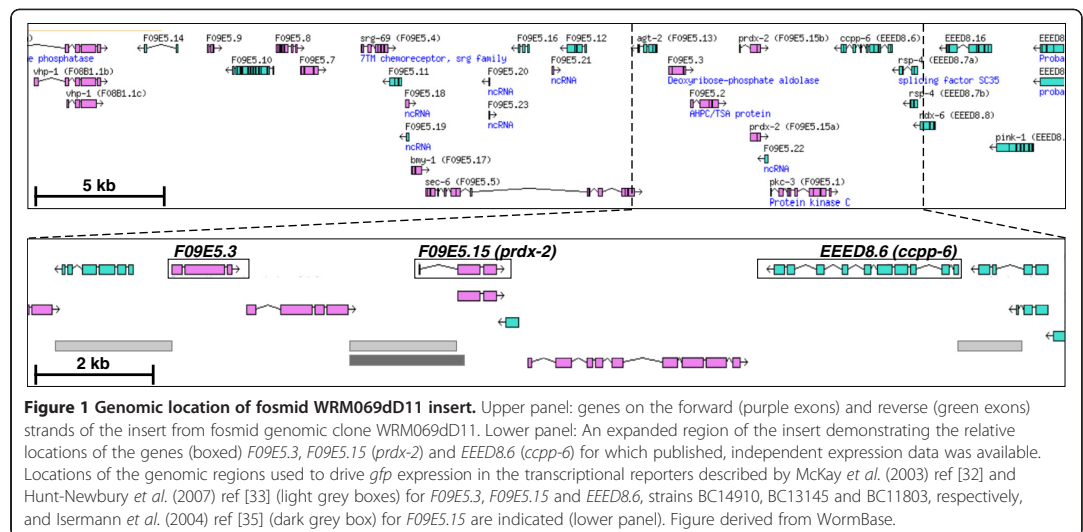 F09E5.14 F09E5.9 F09E5.8 srg-69 (F09E5.4) F09E5.16 F09E5.12 agt-2 (F09E5.13) prdx-2 (F09E5.15b) ccpp-6 (EEED8.6) EEED8.16 EEED8
e phosphatase 7TM chemoreceptor, srg family Proba
vhp-1 (F08B1.1b) F09E5.10 F09E5.7 F09E5.11 F09E5.20 F09E5.21 F09E5.3 rsp-4 (EEED8.7a) EEED8
ncRNA ncRNA Deoxyribose-phosphate aldolase splicing factor SC35 proba
vhp-1 (F08B1.1c) F09E5.18 F09E5.23 F09E5.2 rsp-4 (EEED8.7b)
ncRNA ncRNA AHPC/TSA protein
F09E5.19 prdx-2 (F09E5.15a) ndx-6 (EEED8.8)
ncRNA pink-1 (EEED8.
bmy-1 (F09E5.17) F09E5.22
ncRNA
5 kb sec-6 (F09E5.5) pkc-3 (F09E5.1)
Protein kinase C
F09E5.3 F09E5.15 (prdx-2) EEED8.6 (ccpp-6)
2 kb
Figure 1 Genomic location of fosmid WRM069dD11 insert. Upper panel: genes on the forward (purple exons) and reverse (green exons)
strands of the insert from fosmid genomic clone WRM069dD11. Lower panel: An expanded region of the insert demonstrating the relative
locations of the genes (boxed) F09E5.3, F09E5.15 (prdx-2) and EEED8.6 (ccpp-6) for which published, independent expression data was available.
Locations of the genomic regions used to drive gfp expression in the transcriptional reporters described by McKay et al. (2003) ref [32] and
Hunt-Newbury et al. (2007) ref [33] (light grey boxes) for F09E5.3, F09E5.15 and EEED8.6, strains BC14910, BC13145 and BC11803, respectively,
and Isermann et al. (2004) ref [35] (dark grey box) for F09E5.15 are indicated (lower panel). Figure derived from WormBase.